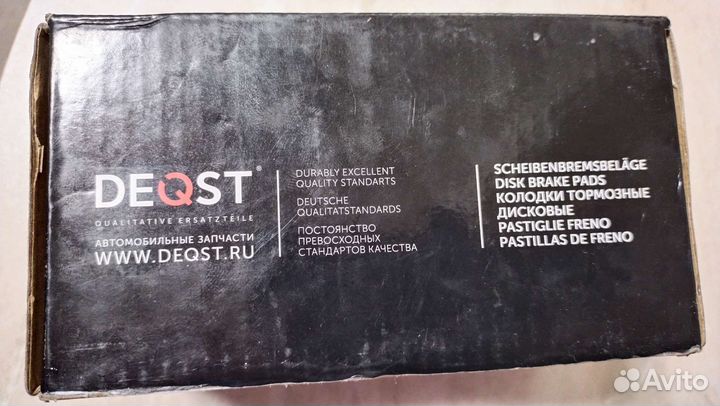 DEQST®
QUALITATIVE ERSATZTEILE
АВТОМОБИЛЬНЫЕ ЗАПЧАСТИ
WWW.DEQST.RU
DURABLY EXCELLENT
QUALITY STANDARTS
DEUTSCHE
QUALITATSTANDARDS
ПОСТОЯНСТВО
ПРЕВОСХОДНЫХ
СТАНДАРТОВ КАЧЕСТВА
SCHEIBENBREMSBELÄGE
DISK BRAKE PADS
КОЛОДКИ ТОРМОЗНЫЕ
ДИСКОВЫЕ
PASTIGLIE FRENO
PASTILLAS DE FRENO
Avito